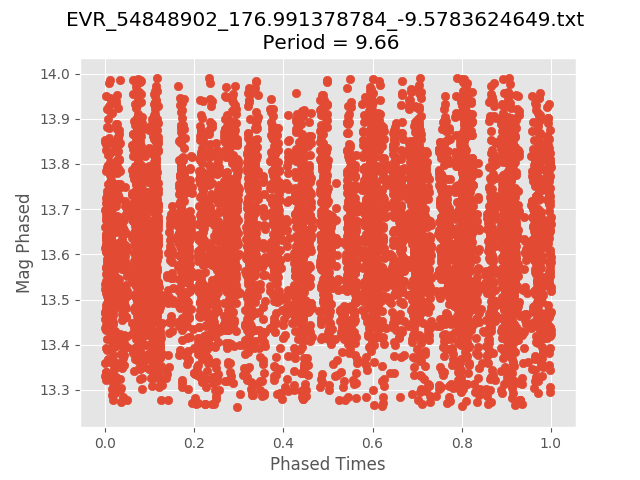 EVR_54848902_176.991378784_-9.5783624649.txt
Period = 9.66
Mag Phased
14.0
13.9
13.8
13.7
13.6
13.5
13.4
13.3
0.0 0.2 0.4 0.6 0.8 1.0
Phased Times